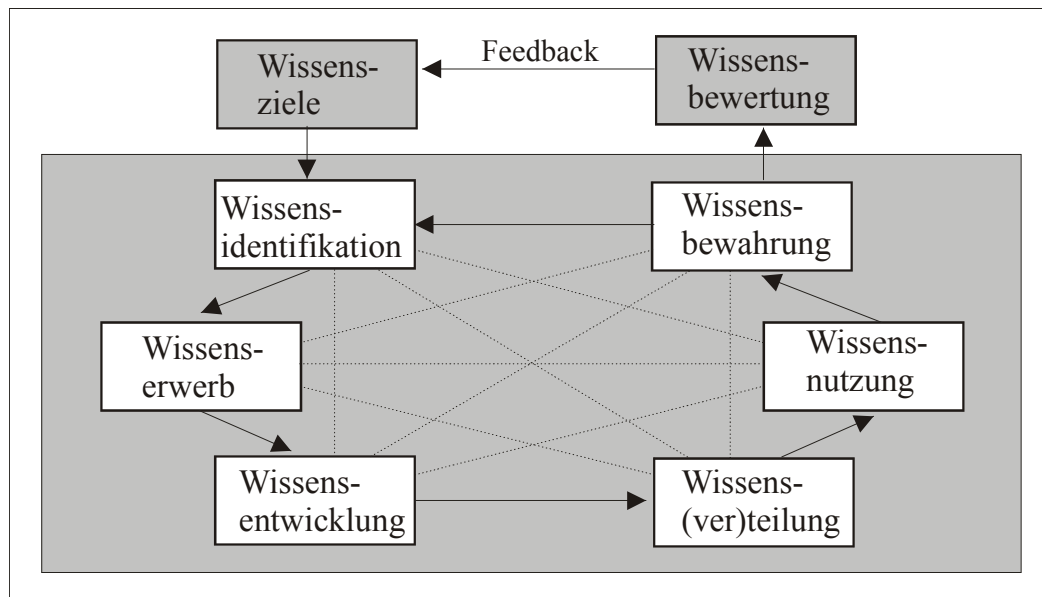 Wissens-
ziele
Feedback
Wissens-
bewertung
Wissens-
identifikation
Wissens-
bewahrung
Wissens-
erwerb
Wissens-
nutzung
Wissens-
entwicklung
Wissens-
(ver)teilung